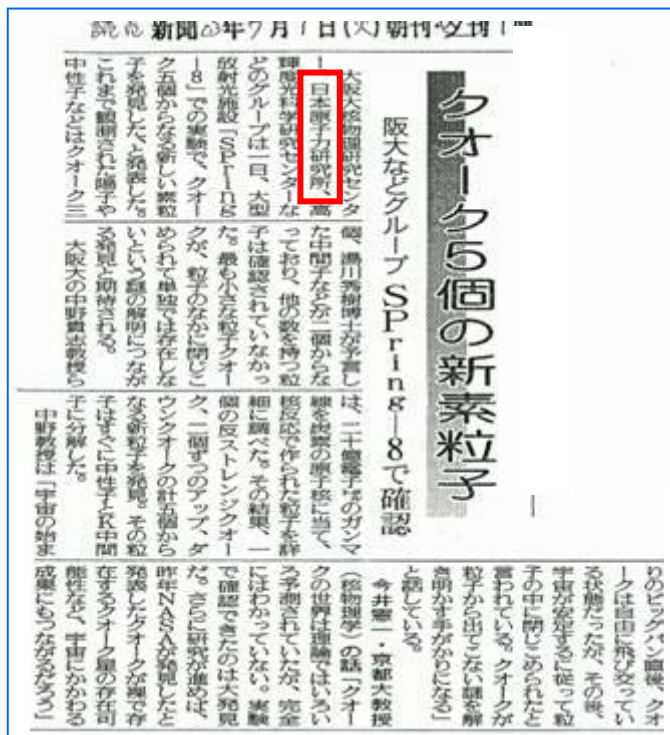 読売新聞03年7月1日(火)朝刊・夕刊1面
クオーク5個の新素粒子
阪大などグループ SPring―8で確認
大阪大核物理研究センタ
ー、日本原子力研究所、高
輝度光科学研究センターな
どのグループは一日、大型
放射光施設「SPring
―8」での実験で、クオー
ク五個からなる新しい素粒
子を発見した、と発表した。
これまで観測された陽子や
中性子などはクオーク三
個、湯川秀樹博士が予言し
た中間子などが二個からな
っており、他の数を持つ粒
子は確認されていなかっ
た。最も小さな粒子クオー
クが、粒子のなかに閉じこ
められて単独では存在しな
いという謎の解明につなが
る発見と期待される。
大阪大の中野貴志教授ら
は、二十億電子ボルトのガンマ
線を炭素の原子核に当て、
核反応で作られた粒子を詳
細に調べた。その結果、一
個の反ストレンジクオー
ク、二個ずつのアップ、ダ
ウンクオークの計五個から
なる新粒子を発見。その粒
子はすぐに中性子とK中間
子に分解した。
中野教授は「宇宙の始ま
りのビッグバン直後、クオ
ークは自由に飛び交ってい
る状態だったが、その後、
宇宙が安定するに従って粒
子の中に閉じこめられたと
言われている。クオークが
粒子から出てこない謎を解
き明かす手がかりになる」
と話している。
今井憲一・京都大教授
(核物理学)の話「クオー
クの世界は理論ではいろい
ろ予測されていたが、完全
にはわかっていない。実験
で確認できたのは大発見
だ。さらに研究が進めば、
昨年NASAが発見したと
発表したクオークが裸で存
在するクオーク星の存在可
能性など、宇宙にかかわる
成果にもつながるだろう」